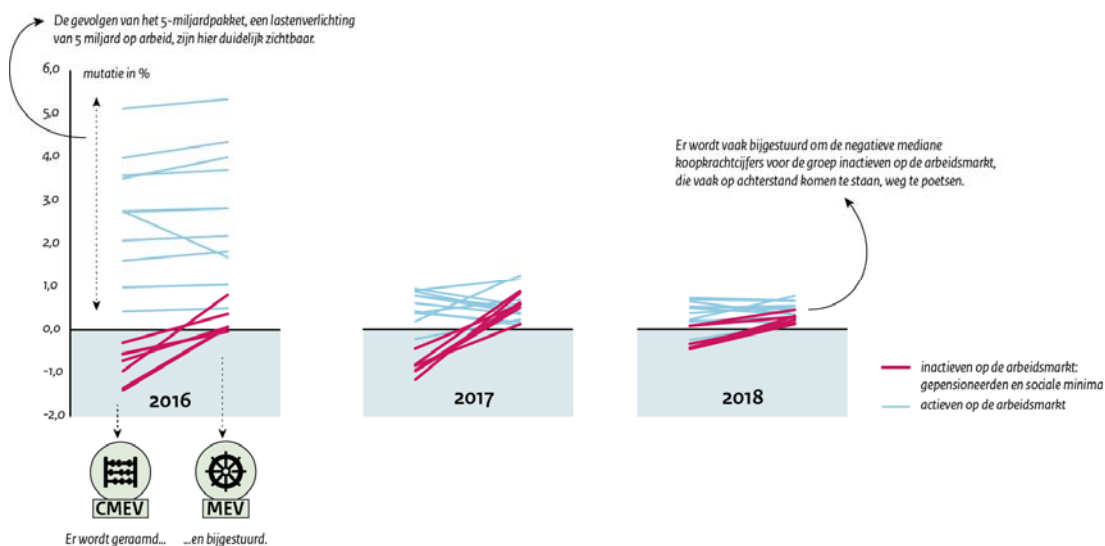 De gevolgen van het 5-miljardpakket, een lastenverlichting
van 5 miljard op arbeid, zijn hier duidelijk zichtbaar.
6,0
mutatie in %
5,0
4,0
3,0
2,0
1,0
0,0
-1,0
-2,0
Er wordt vaak bijgestuurd om de negatieve mediane
koopkrachtcijfers voor de groep inactieven op de arbeidsmarkt,
die vaak op achterstand komen te staan, weg te poetsen.
2016
2017
2018
inactieven op de arbeidsmarkt:
gepensioneerden en sociale minima
actieven op de arbeidsmarkt
CMEV
MEV
Er wordt geraamd...
...en bijgestuurd.